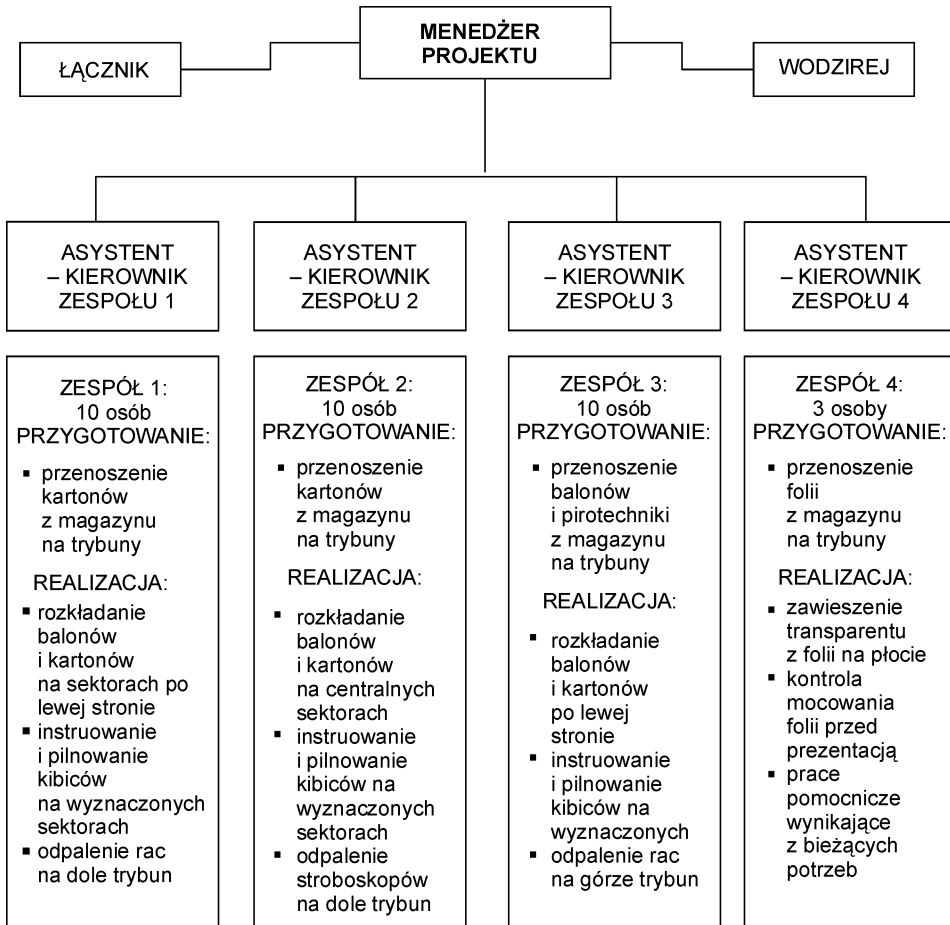 MENEDŻER
PROJEKTU
ŁĄCZNIK
WODZIREJ
ASYSTENT
– KIEROWNIK
ZESPOŁU 1
ASYSTENT
– KIEROWNIK
ZESPOŁU 2
ASYSTENT
– KIEROWNIK
ZESPOŁU 3
ASYSTENT
– KIEROWNIK
ZESPOŁU 4
ZESPÓŁ 1:
10 osób
PRZYGOTOWANIE:
▪ przenoszenie
kartonów
z magazynu
na trybuny
REALIZACJA:
▪ rozkładanie
balonów
i kartonów
na sektorach po
lewej stronie
▪ instruowanie
i pilnowanie
kibiców
na wyznaczonych
sektorach
▪ odpalenie rac
na dole trybun
ZESPÓŁ 2:
10 osób
PRZYGOTOWANIE:
▪ przenoszenie
kartonów
z magazynu
na trybuny
REALIZACJA:
▪ rozkładanie
balonów
i kartonów
na centralnych
sektorach
▪ instruowanie
i pilnowanie
kibiców na
wyznaczonych
sektorach
▪ odpalenie
stroboskopów
na dole trybun
ZESPÓŁ 3:
10 osób
PRZYGOTOWANIE:
▪ przenoszenie
balonów
i pirotechniki
z magazynu
na trybuny
REALIZACJA:
▪ rozkładanie
balonów
i kartonów
po lewej
stronie
▪ instruowanie
i pilnowanie
kibiców na
wyznaczonych
▪ odpalenie rac
na górze trybun
ZESPÓŁ 4:
3 osoby
PRZYGOTOWANIE:
▪ przenoszenie
folii
z magazynu
na trybuny
REALIZACJA:
▪ zawieszenie
transparentu
z folii na płocie
▪ kontrola
mocowania
folii przed
prezentacją
▪ prace
pomocnicze
wynikające
z bieżących
potrzeb